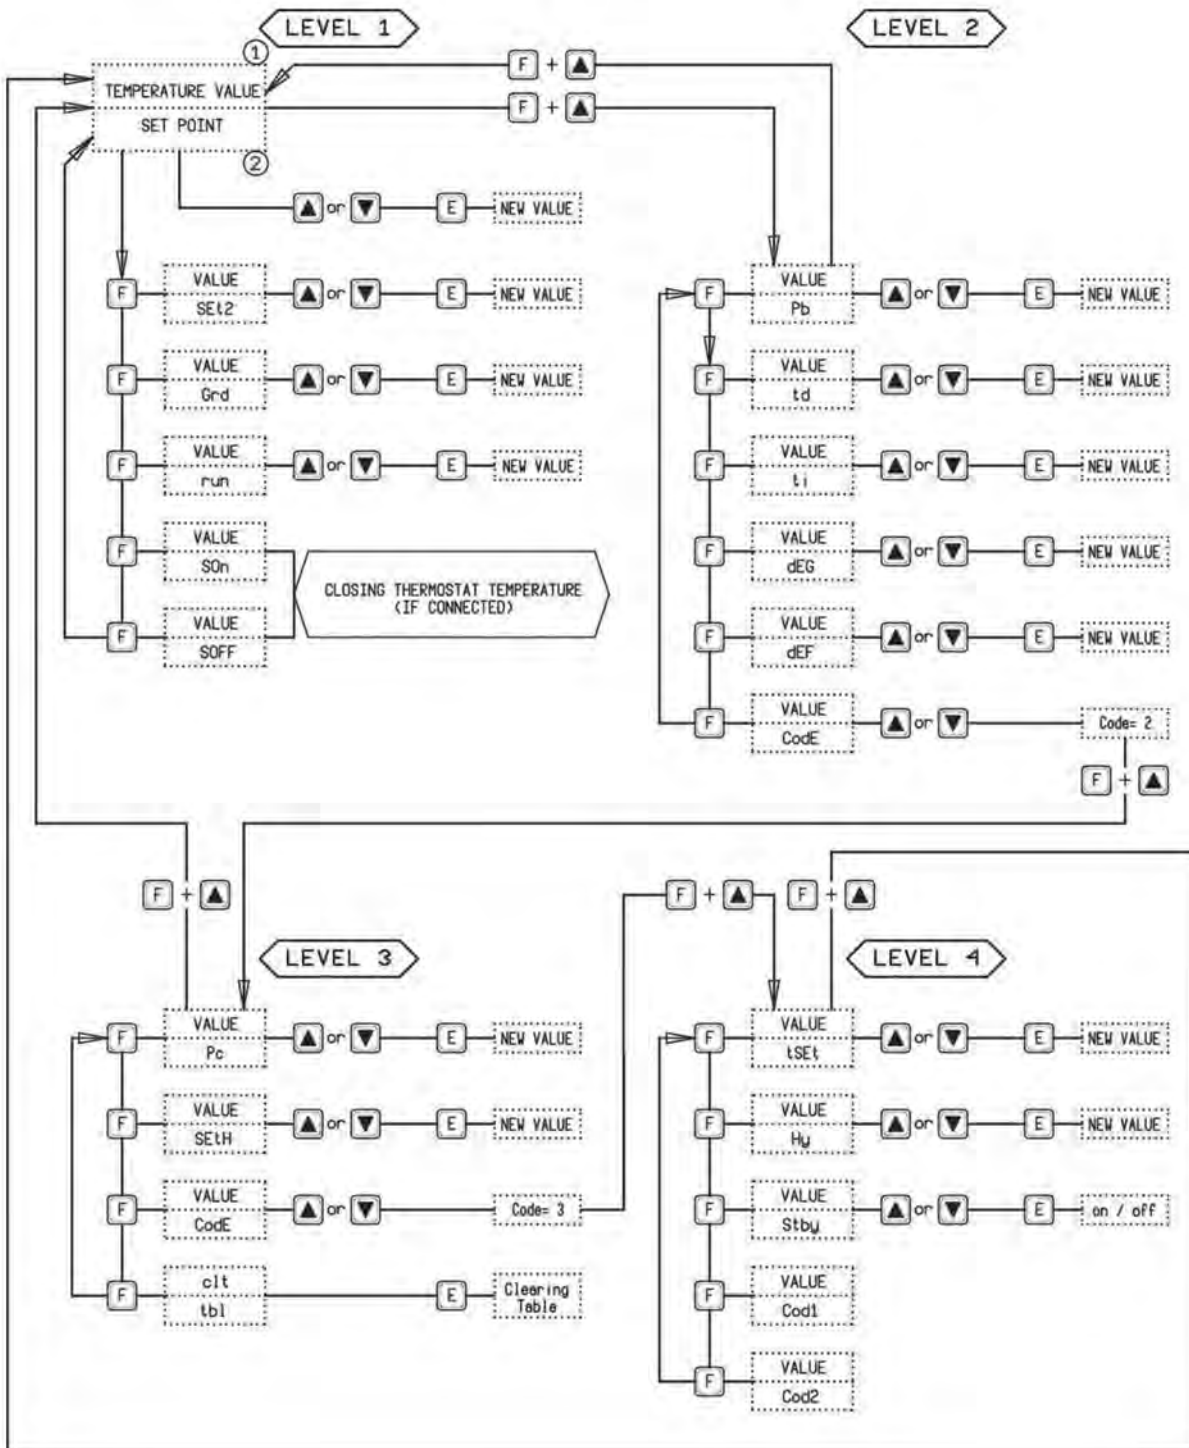 LEVEL 1
LEVEL 2
1
TEMPERATURE VALUE
SET POINT
2
F + ▲
F + ▲
▲ or ▼ E NEW VALUE
F VALUE SEt2 ▲ or ▼ E NEW VALUE
F VALUE Grd ▲ or ▼ E NEW VALUE
F VALUE run ▲ or ▼ E NEW VALUE
F VALUE SOn
F VALUE SOFF
CLOSING THERMOSTAT TEMPERATURE
(IF CONNECTED)
F VALUE Pb ▲ or ▼ E NEW VALUE
F VALUE td ▲ or ▼ E NEW VALUE
F VALUE ti ▲ or ▼ E NEW VALUE
F VALUE dEG ▲ or ▼ E NEW VALUE
F VALUE dEF ▲ or ▼ E NEW VALUE
F VALUE CodE ▲ or ▼ Code= 2
F + ▲
F + ▲
F + ▲
F + ▲
LEVEL 3
LEVEL 4
F VALUE Pc ▲ or ▼ E NEW VALUE
F VALUE SEtH ▲ or ▼ E NEW VALUE
F VALUE CodE ▲ or ▼ Code= 3
F clt tbl E Clearing
Table
F VALUE tSEt ▲ or ▼ E NEW VALUE
F VALUE Hy ▲ or ▼ E NEW VALUE
F VALUE Stby ▲ or ▼ E on / off
F VALUE Cod1
F VALUE Cod2